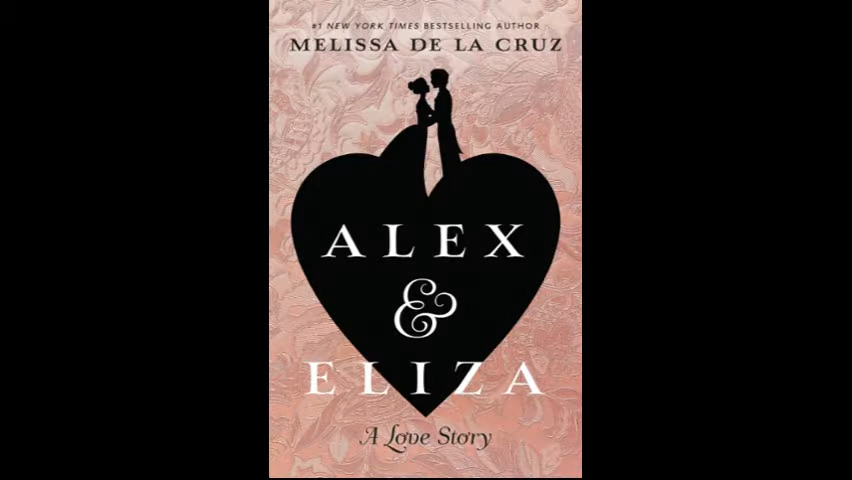 #1 NEW YORK TIMES BESTSELLING AUTHOR
MELISSA DE LA CRUZ
ALEX
&
ELIZA
A Love Story